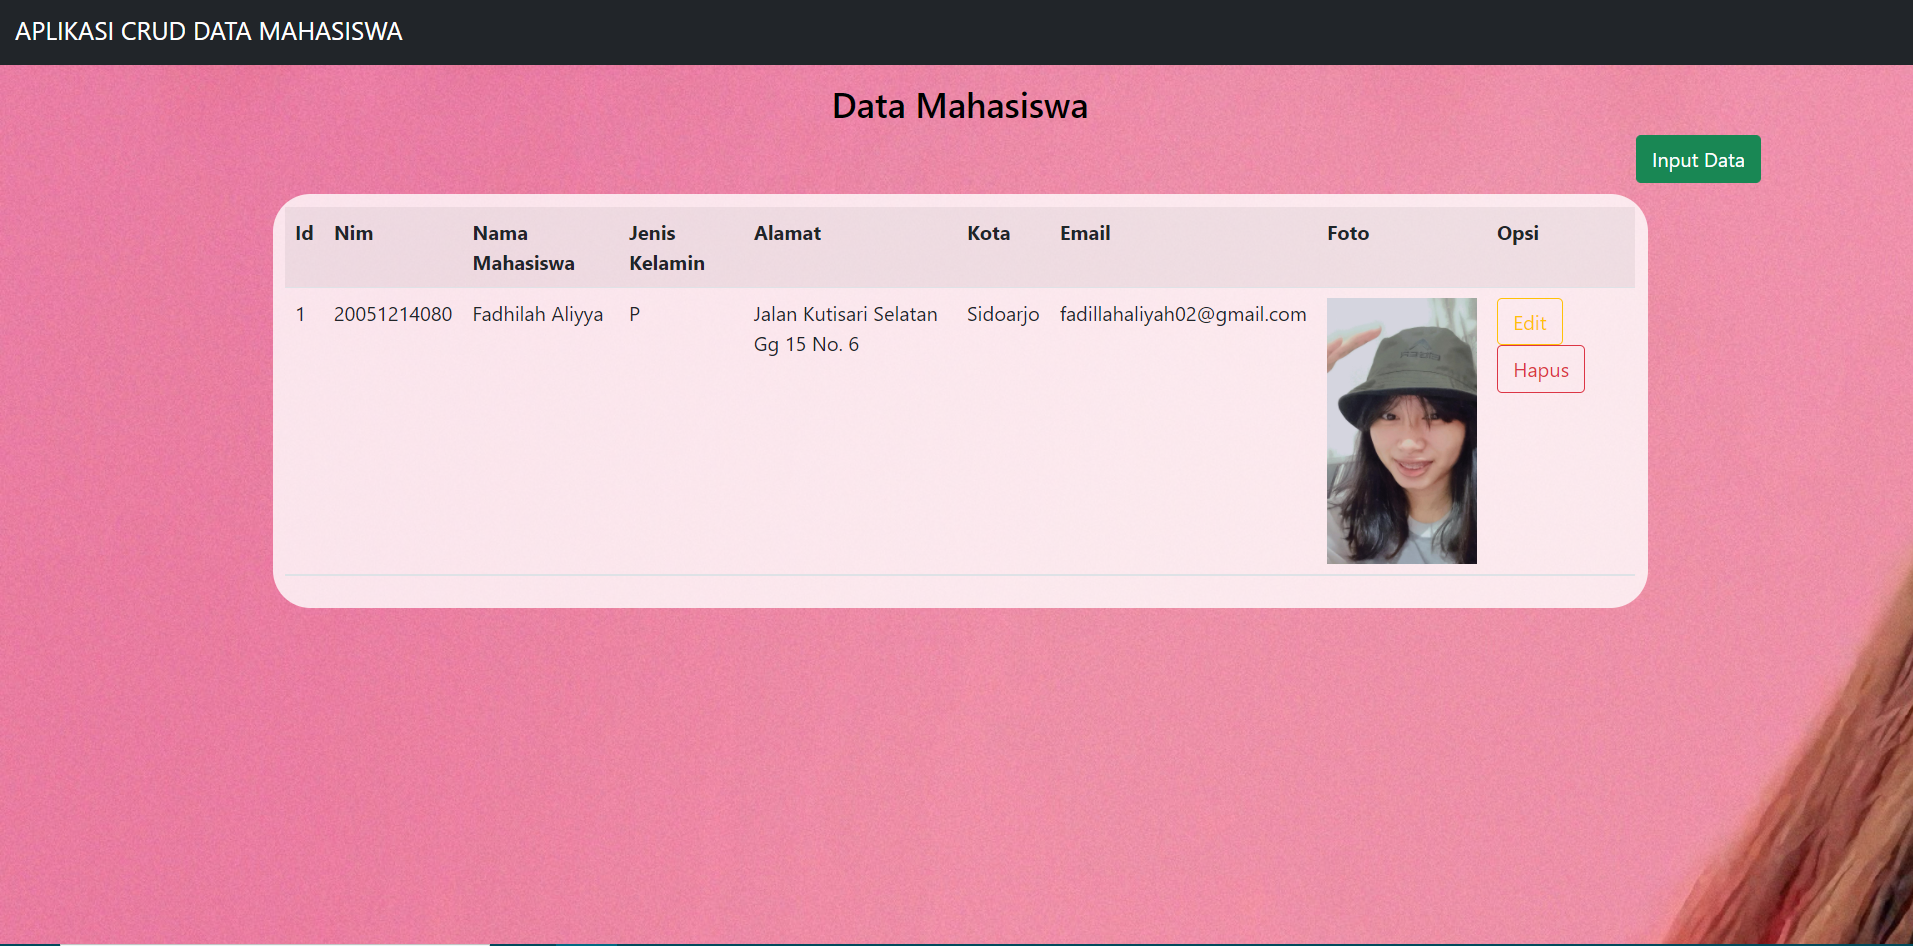 APLIKASI CRUD DATA MAHASISWA
Data Mahasiswa
Input Data
Id Nim Nama Mahasiswa Jenis Kelamin Alamat Kota Email Foto Opsi
1 20051214080 Fadhilah Aliyya P Jalan Kutisari Selatan Gg 15 No. 6 Sidoarjo fadillahaliyah02@gmail.com
Edit
Hapus